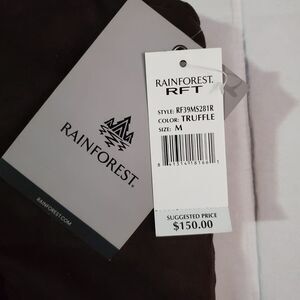 RAINFOREST.
RAINFOREST.COM
RAINFOREST.
RFT
STYLE: RF39MS281R
COLOR: TRUFFLE
SIZE: M
SUGGESTED PRICE
$150.00